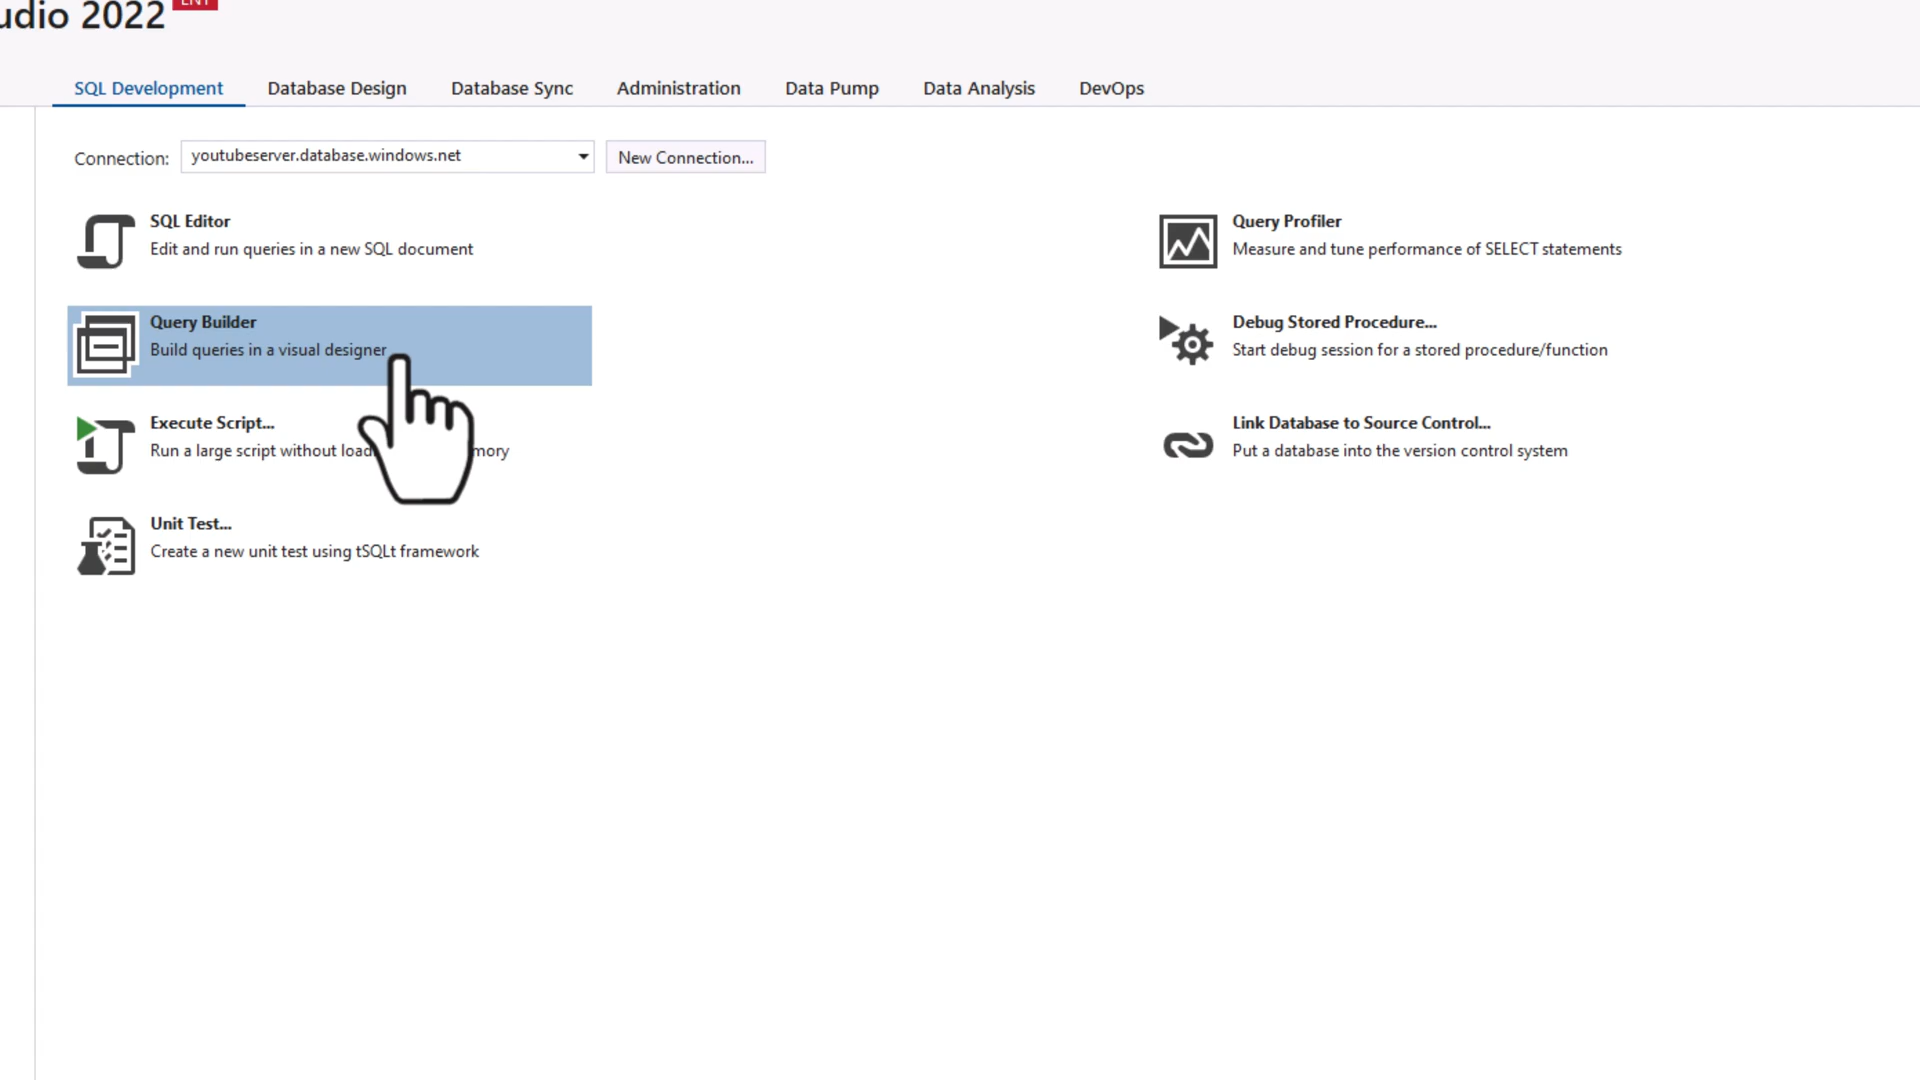 2022
SQL Development Database Design Database Sync Administration Data Pump Data Analysis DevOps
Connection: youtubeserver.database.windows.net New Connection...
SQL Editor
Edit and run queries in a new SQL document
Query Builder
Build queries in a visual designer
Execute Script...
Run a large script without
Unit Test...
Create a new unit test using tSQLt framework
Query Profiler
Measure and tune performance of SELECT statements
Debug Stored Procedure...
Start debug session for a stored procedure/function
Link Database to Source Control...
Put a database into the version control system